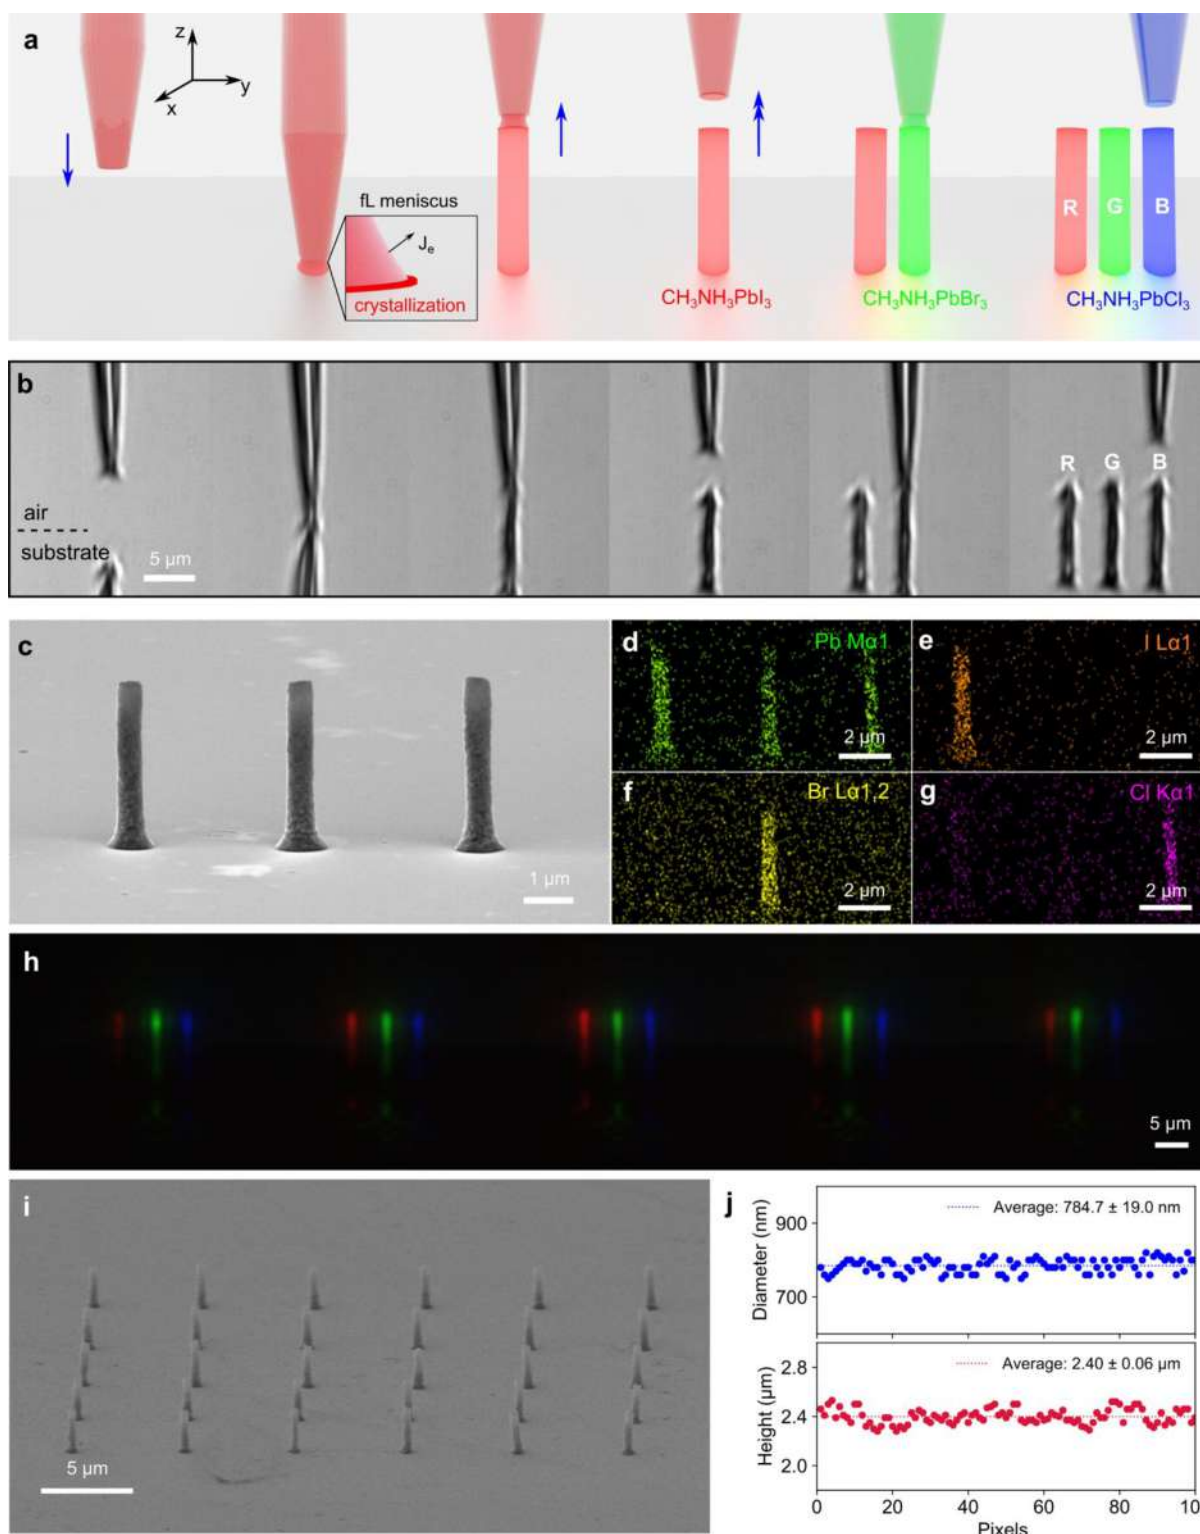 a
z
y
x
fL meniscus
Jₑ
crystallization
R
G
B
CH₃NH₃PbI₃
CH₃NH₃PbBr₃
CH₃NH₃PbCl₃
b
R
G
B
air
substrate
5 μm
c
1 μm
d
Pb Mα1
2 μm
e
I Lα1
2 μm
f
Br Lα1,2
2 μm
g
Cl Kα1
2 μm
h
5 μm
i
5 μm
j
Average: 784.7 ± 19.0 nm
Diameter (nm)
900
700
Average: 2.40 ± 0.06 μm
Height (μm)
2.8
2.4
2.0
0 20 40 60 80
Pixels